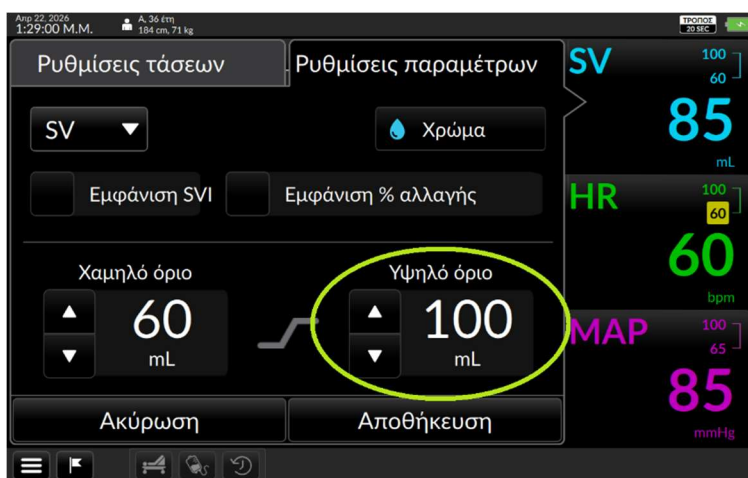 Απρ 22, 2026
1:29:00 Μ.Μ.
Α, 36 έτη
184 cm, 71 kg
ΤΡΟΠΟΣ
20 SEC
Ρυθμίσεις τάσεων
Ρυθμίσεις παραμέτρων
SV
Χρώμα
Εμφάνιση SVI
Εμφάνιση % αλλαγής
Χαμηλό όριο
60
mL
Υψηλό όριο
100
mL
Ακύρωση
Αποθήκευση
SV
100
60
85
mL
HR
100
60
60
bpm
MAP
100
65
85
mmHg